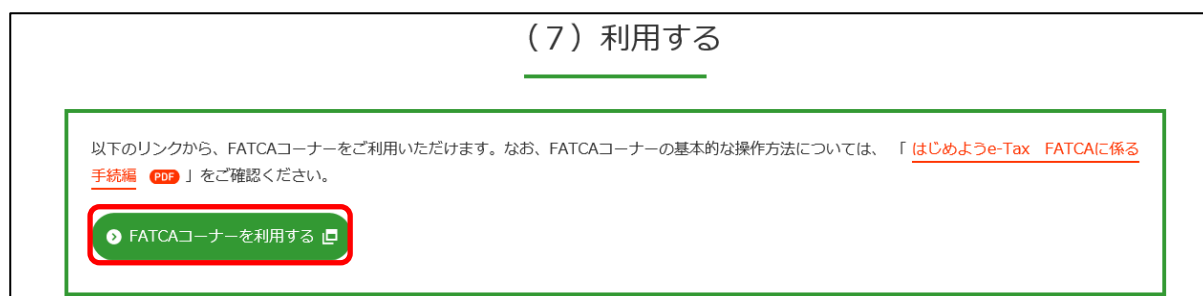 （７）利用する
以下のリンクから、FATCAコーナーをご利用いただけます。なお、FATCAコーナーの基本的な操作方法については、 「 はじめようe-Tax　FATCAに係る
手続編 PDF 」をご確認ください。
FATCAコーナーを利用する